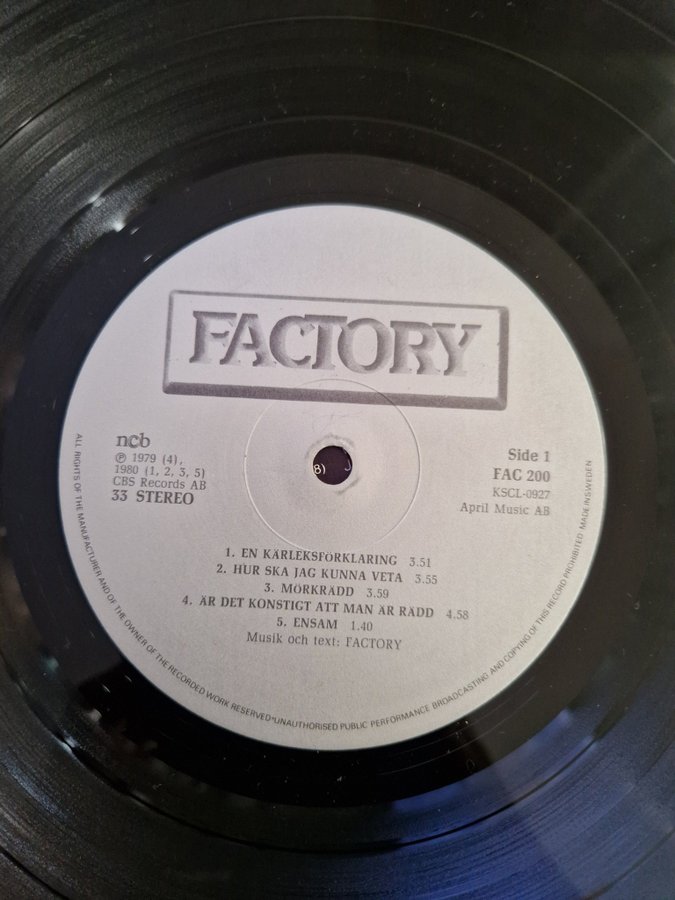 FACTORY
ncb
℗ 1979 (4),
1980 (1, 2, 3, 5)
CBS Records AB
33 STEREO
Side 1
FAC 200
KSCL-0927
April Music AB
1. EN KÄRLEKSFÖRKLARING 3.51
2. HUR SKA JAG KUNNA VETA 3.55
3. MÖRKRÄDD 3.59
4. ÄR DET KONSTIGT ATT MAN ÄR RÄDD 4.58
5. ENSAM 1.40
Musik och text: FACTORY
ALL RIGHTS OF THE MANUFACTURER AND OF THE OWNER OF THE RECORDED WORK RESERVED•UNAUTHORISED PUBLIC PERFORMANCE BROADCASTING AND COPYING OF THIS RECORD PROHIBITED MADE IN SWEDEN